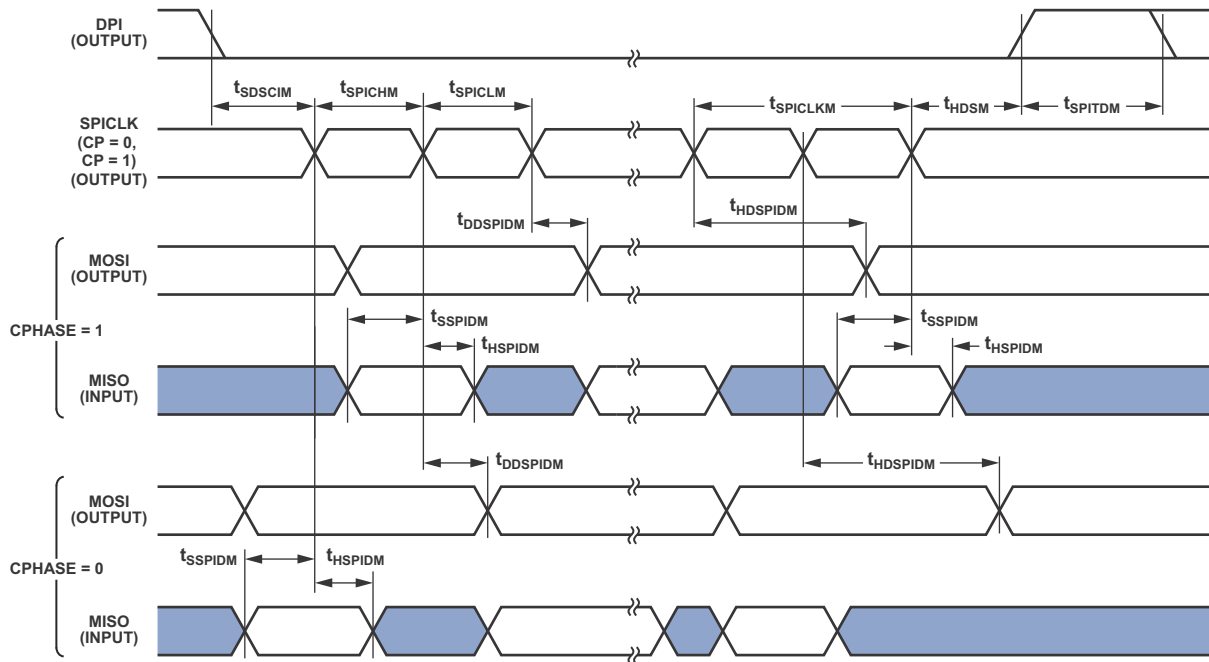 DPI
(OUTPUT)
tSDSCIM
tSPICHM
tSPICLM
tSPICLKM
tHDSM
tSPITDM
SPICLK
(CP = 0,
CP = 1)
(OUTPUT)
tHDSPIDM
tDDSPIDM
MOSI
(OUTPUT)
CPHASE = 1
tSSPIDM
tSSPIDM
tHSPIDM
tHSPIDM
MISO
(INPUT)
tDDSPIDM
tHDSPIDM
MOSI
(OUTPUT)
CPHASE = 0
tSSPIDM
tHSPIDM
MISO
(INPUT)